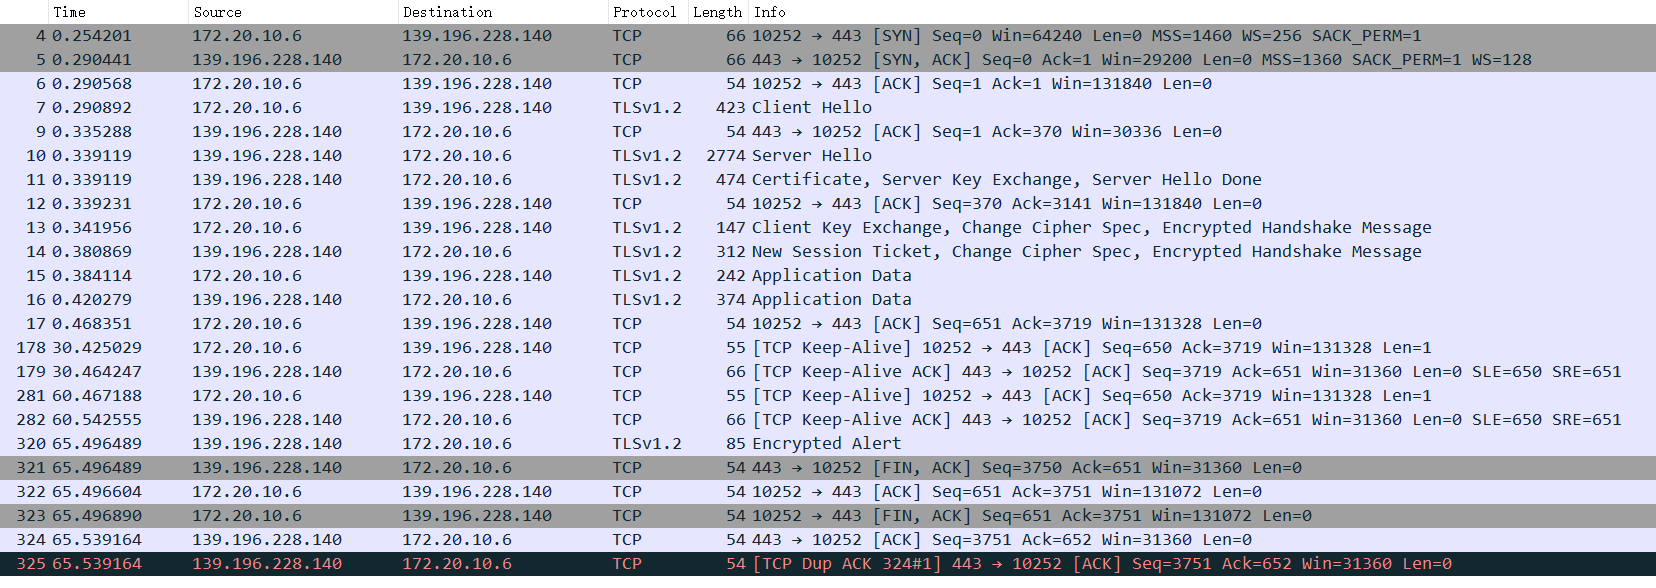 Time Source Destination Protocol Length Info
4 0.254201 172.20.10.6 139.196.228.140 TCP 66 10252 → 443 [SYN] Seq=0 Win=64240 Len=0 MSS=1460 WS=256 SACK_PERM=1
5 0.290441 139.196.228.140 172.20.10.6 TCP 66 443 → 10252 [SYN, ACK] Seq=0 Ack=1 Win=29200 Len=0 MSS=1360 SACK_PERM=1 WS=128
6 0.290568 172.20.10.6 139.196.228.140 TCP 54 10252 → 443 [ACK] Seq=1 Ack=1 Win=131840 Len=0
7 0.290892 172.20.10.6 139.196.228.140 TLSv1.2 423 Client Hello
9 0.335288 139.196.228.140 172.20.10.6 TCP 54 443 → 10252 [ACK] Seq=1 Ack=370 Win=30336 Len=0
10 0.339119 139.196.228.140 172.20.10.6 TLSv1.2 2774 Server Hello
11 0.339119 139.196.228.140 172.20.10.6 TLSv1.2 474 Certificate, Server Key Exchange, Server Hello Done
12 0.339231 172.20.10.6 139.196.228.140 TCP 54 10252 → 443 [ACK] Seq=370 Ack=3141 Win=131840 Len=0
13 0.341956 172.20.10.6 139.196.228.140 TLSv1.2 147 Client Key Exchange, Change Cipher Spec, Encrypted Handshake Message
14 0.380869 139.196.228.140 172.20.10.6 TLSv1.2 312 New Session Ticket, Change Cipher Spec, Encrypted Handshake Message
15 0.384114 172.20.10.6 139.196.228.140 TLSv1.2 242 Application Data
16 0.420279 139.196.228.140 172.20.10.6 TLSv1.2 374 Application Data
17 0.468351 172.20.10.6 139.196.228.140 TCP 54 10252 → 443 [ACK] Seq=651 Ack=3719 Win=131328 Len=0
178 30.425029 172.20.10.6 139.196.228.140 TCP 55 [TCP Keep-Alive] 10252 → 443 [ACK] Seq=650 Ack=3719 Win=131328 Len=1
179 30.464247 139.196.228.140 172.20.10.6 TCP 66 [TCP Keep-Alive ACK] 443 → 10252 [ACK] Seq=3719 Ack=651 Win=31360 Len=0 SLE=650 SRE=651
281 60.467188 172.20.10.6 139.196.228.140 TCP 55 [TCP Keep-Alive] 10252 → 443 [ACK] Seq=650 Ack=3719 Win=131328 Len=1
282 60.542555 139.196.228.140 172.20.10.6 TCP 66 [TCP Keep-Alive ACK] 443 → 10252 [ACK] Seq=3719 Ack=651 Win=31360 Len=0 SLE=650 SRE=651
320 65.496489 139.196.228.140 172.20.10.6 TLSv1.2 85 Encrypted Alert
321 65.496489 139.196.228.140 172.20.10.6 TCP 54 443 → 10252 [FIN, ACK] Seq=3750 Ack=651 Win=31360 Len=0
322 65.496604 172.20.10.6 139.196.228.140 TCP 54 10252 → 443 [ACK] Seq=651 Ack=3751 Win=131072 Len=0
323 65.496890 172.20.10.6 139.196.228.140 TCP 54 10252 → 443 [FIN, ACK] Seq=651 Ack=3751 Win=131072 Len=0
324 65.539164 139.196.228.140 172.20.10.6 TCP 54 443 → 10252 [ACK] Seq=3751 Ack=652 Win=31360 Len=0
325 65.539164 139.196.228.140 172.20.10.6 TCP 54 [TCP Dup ACK 324#1] 443 → 10252 [ACK] Seq=3751 Ack=652 Win=31360 Len=0